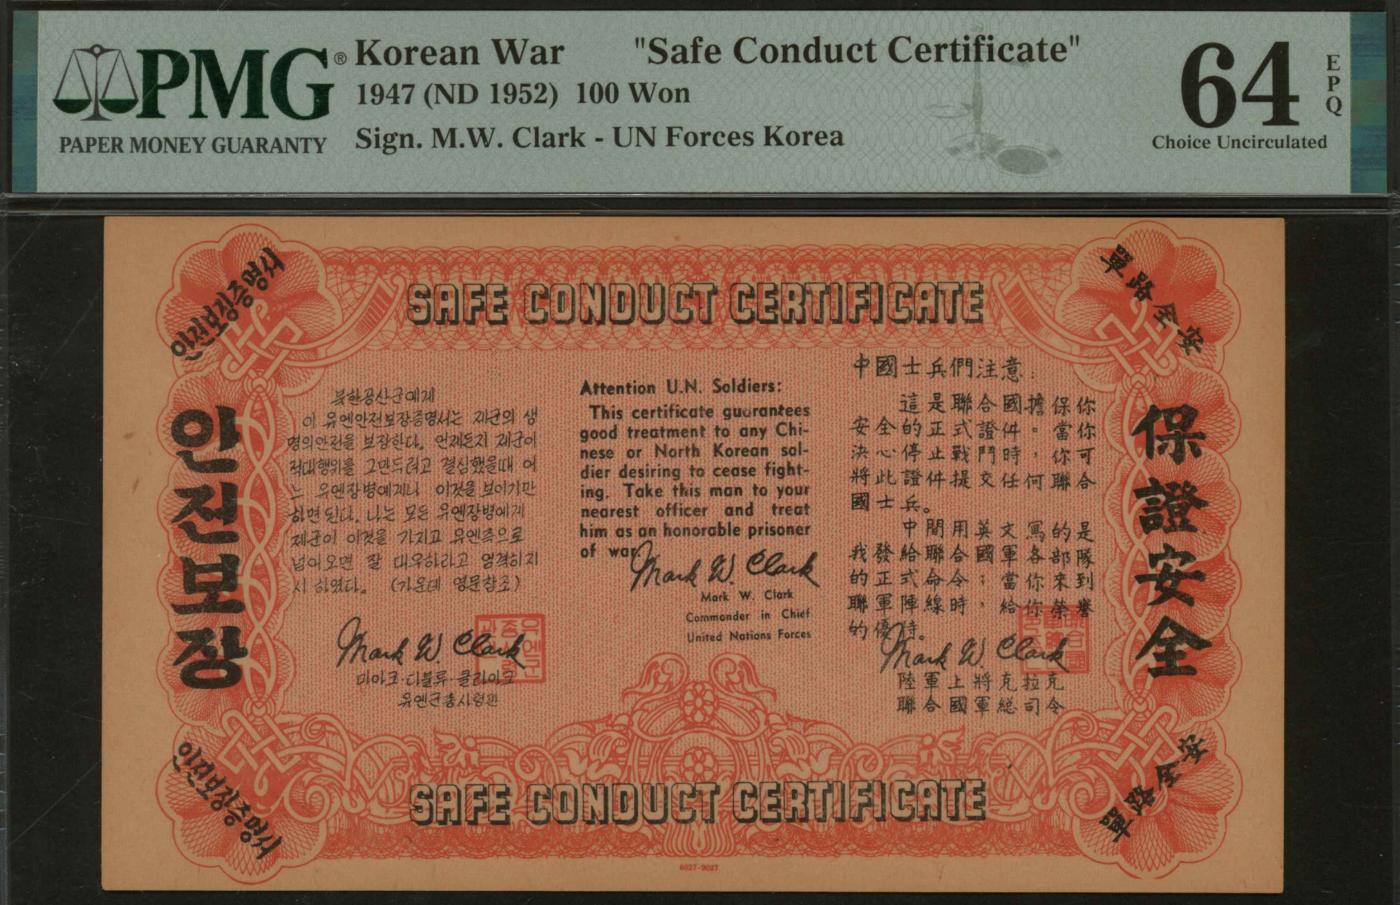 PMG®
PAPER MONEY GUARANTY
Korean War "Safe Conduct Certificate"
1947 (ND 1952) 100 Won
Sign. M.W. Clark - UN Forces Korea
64
EPQ
Choice Uncirculated
안전보장증명서
單路全安
SAFE CONDUCT CERTIFICATE
안전보장
북한공산군에게
이 유엔안전보장증명서는 제군의 생
명의안전을 보장한다. 언제든지 제군이
적대행위를 그만두려고 결심했을때 어
느 유엔장병에게나 이것을 보이기만
하면 된다. 나는 모든 유엔장병에게
제군이 이것을 가지고 유엔측으로
넘어오면 잘 대우하라고 엄격히지
시 하였다. (가운데 영문참조)
Mark W. Clark
마아크·디블류·클라아크
유엔군총사령관
Attention U.N. Soldiers:
This certificate guarantees
good treatment to any Chi-
nese or North Korean sol-
dier desiring to cease fight-
ing. Take this man to your
nearest officer and treat
him as an honorable prisoner
of war.
Mark W. Clark
Mark W. Clark
Commander in Chief
United Nations Forces
中國士兵們注意:
這是聯合國擔保你
安全的正式證件。當你
決心停止戰鬥時，你可
將此證件提交任何聯合
國士兵。
中間用英文寫的是
我發給聯合國軍各部隊
的正式命令；當你來到
聯軍陣線時，給你榮譽
的優待。
Mark W. Clark
陸軍上將克拉克
聯合國軍總司令
保證安全
안전보장증명서
SAFE CONDUCT CERTIFICATE
單路全安
8027-9027